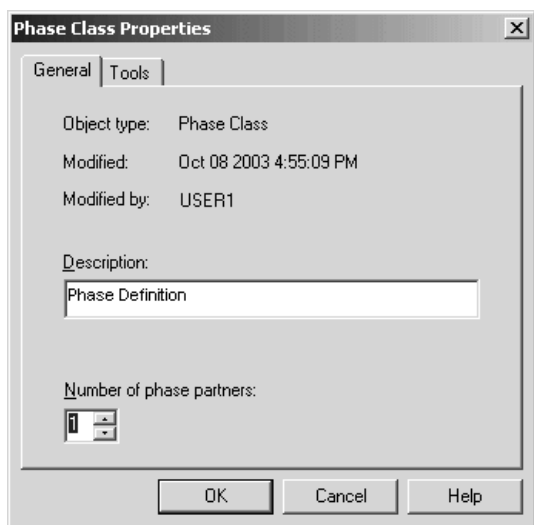 Phase Class Properties
General Tools
Object type: Phase Class
Modified: Oct 08 2003 4:55:09 PM
Modified by: USER1
Description:
Phase Definition
Number of phase partners:
1
OK Cancel Help